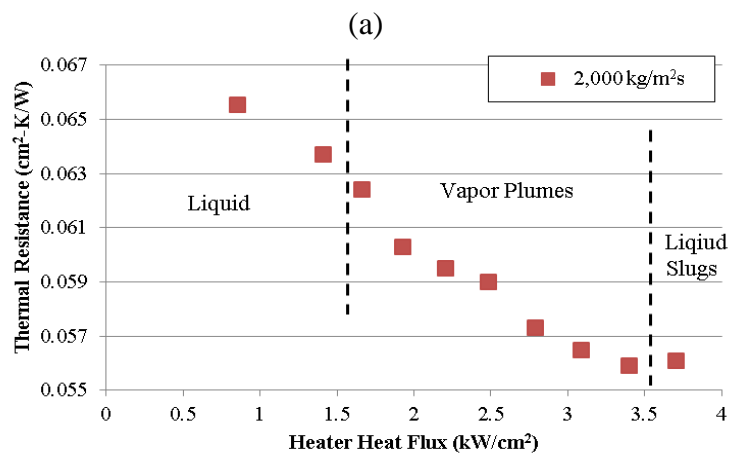 (a)
0.067
2,000 kg/m²s
0.065
0.063
Liquid
Vapor Plumes
0.061
Liqiud
Slugs
0.059
0.057
0.055
Thermal Resistance (cm²-K/W)
0 0.5 1 1.5 2 2.5 3 3.5 4
Heater Heat Flux (kW/cm²)